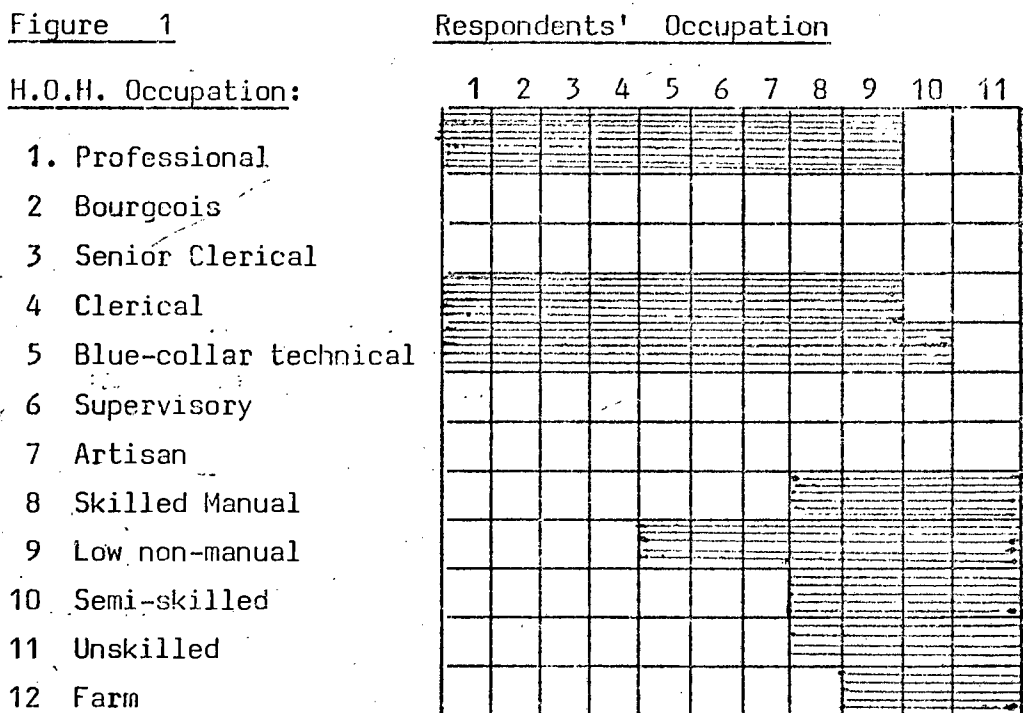 Figure 1 Respondents' Occupation
H.O.H. Occupation: 1 2 3 4 5 6 7 8 9 10 11
1. Professional
2 Bourgeois
3 Senior Clerical
4 Clerical
5 Blue-collar technical
6 Supervisory
7 Artisan
8 Skilled Manual
9 Low non-manual
10 Semi-skilled
11 Unskilled
12 Farm